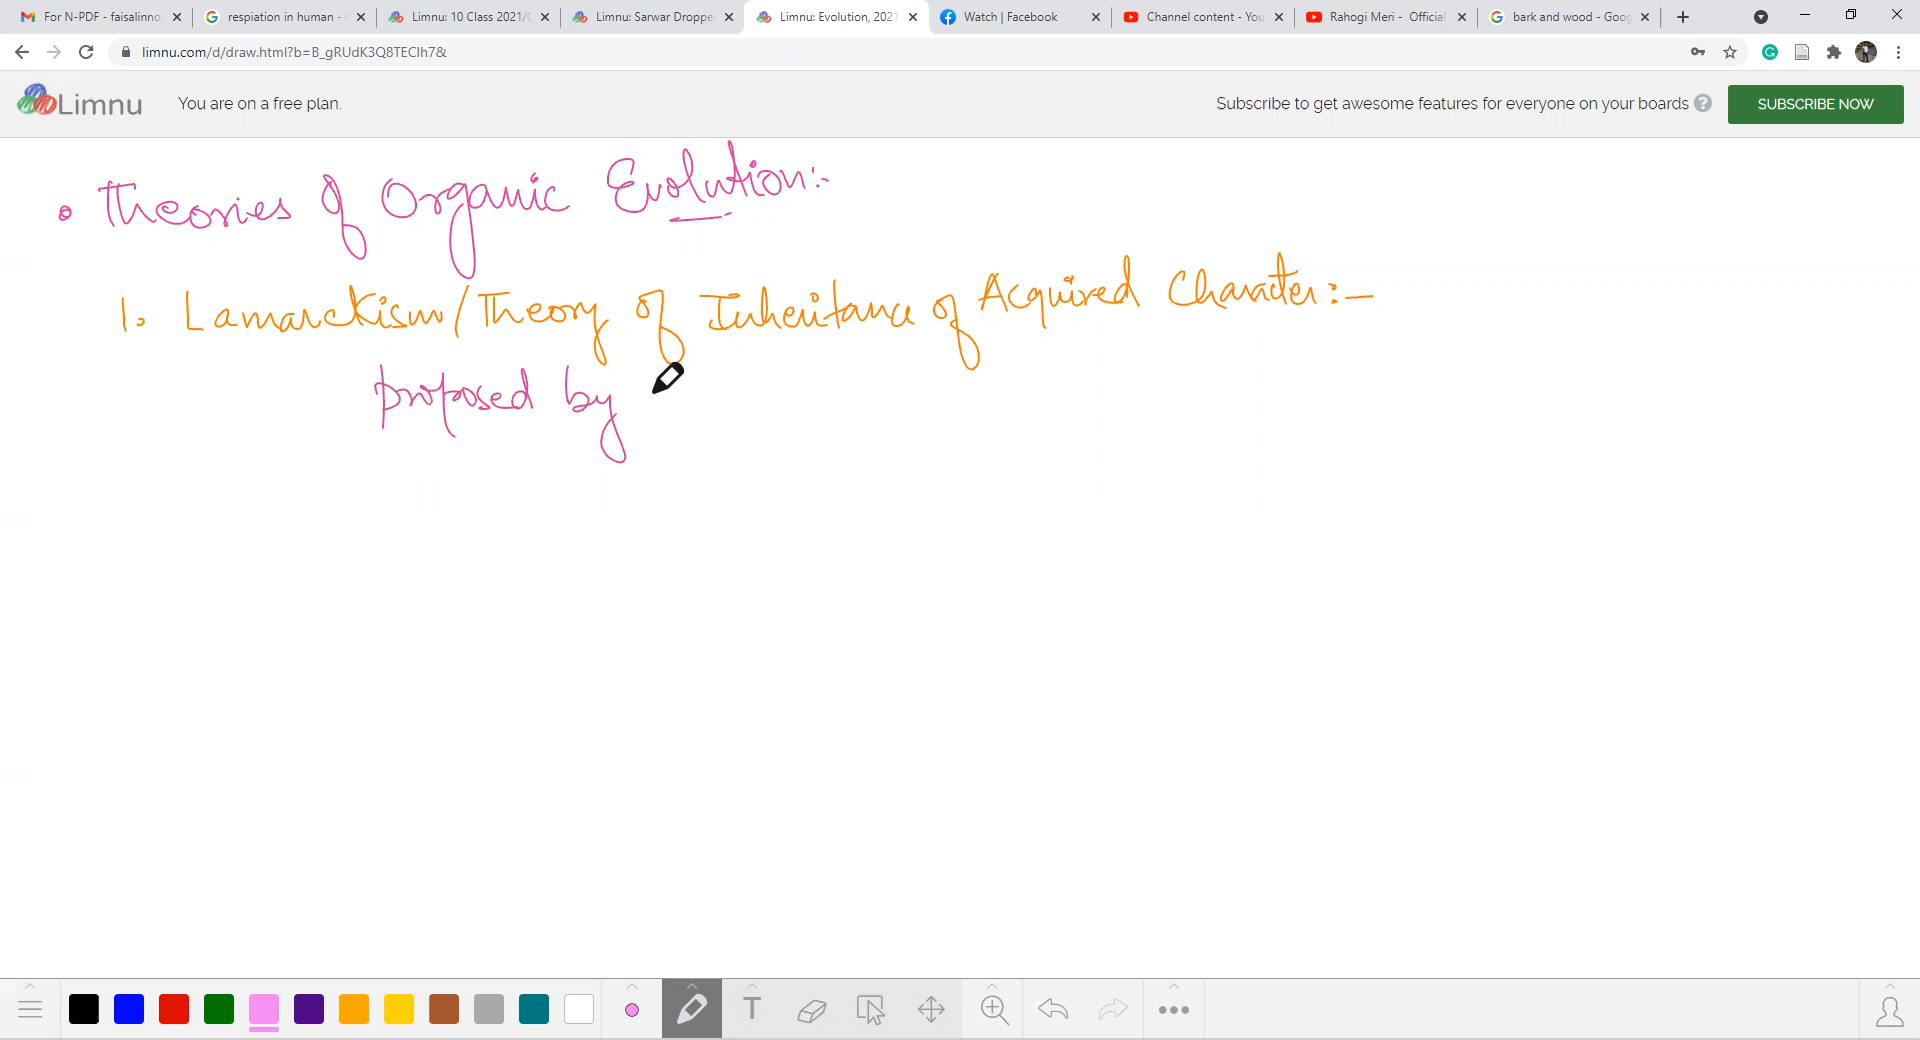 For N-PDF - faisalinno
respiation in human -
Limnu: 10 Class 2021/
Limnu: Sarwar Droppe
Limnu: Evolution, 2021
Watch | Facebook
Channel content - You
Rahogi Meri - Official
bark and wood - Goog
limnu.com/d/draw.html?b=B_gRUdK3Q8TEClh7&
Limnu
You are on a free plan.
Subscribe to get awesome features for everyone on your boards ?
SUBSCRIBE NOW
• Theories of Organic Evolution:-
1. Lamarckism/Theory of Inheritance of Acquired Character:-
proposed by
T